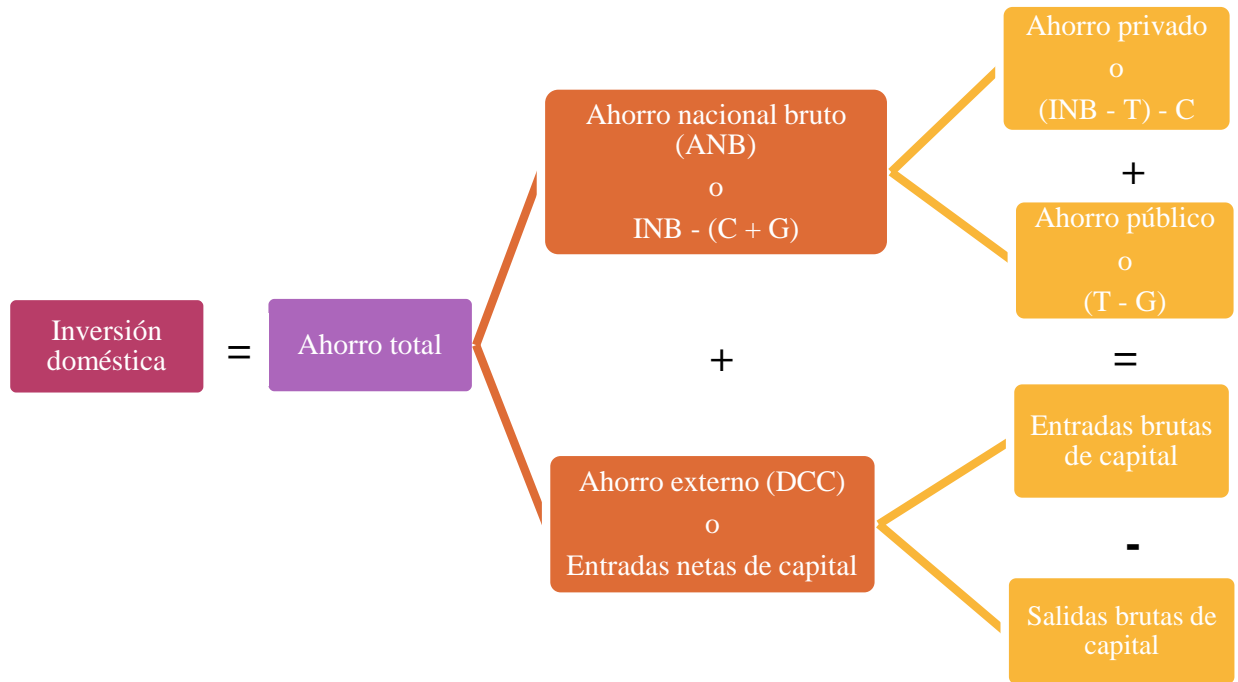 Inversión
doméstica
=
Ahorro total
Ahorro nacional bruto
(ANB)
o
INB - (C + G)
+
Ahorro externo (DCC)
o
Entradas netas de capital
Ahorro privado
o
(INB - T) - C
+
Ahorro público
o
(T - G)
=
Entradas brutas
de capital
-
Salidas brutas de
capital